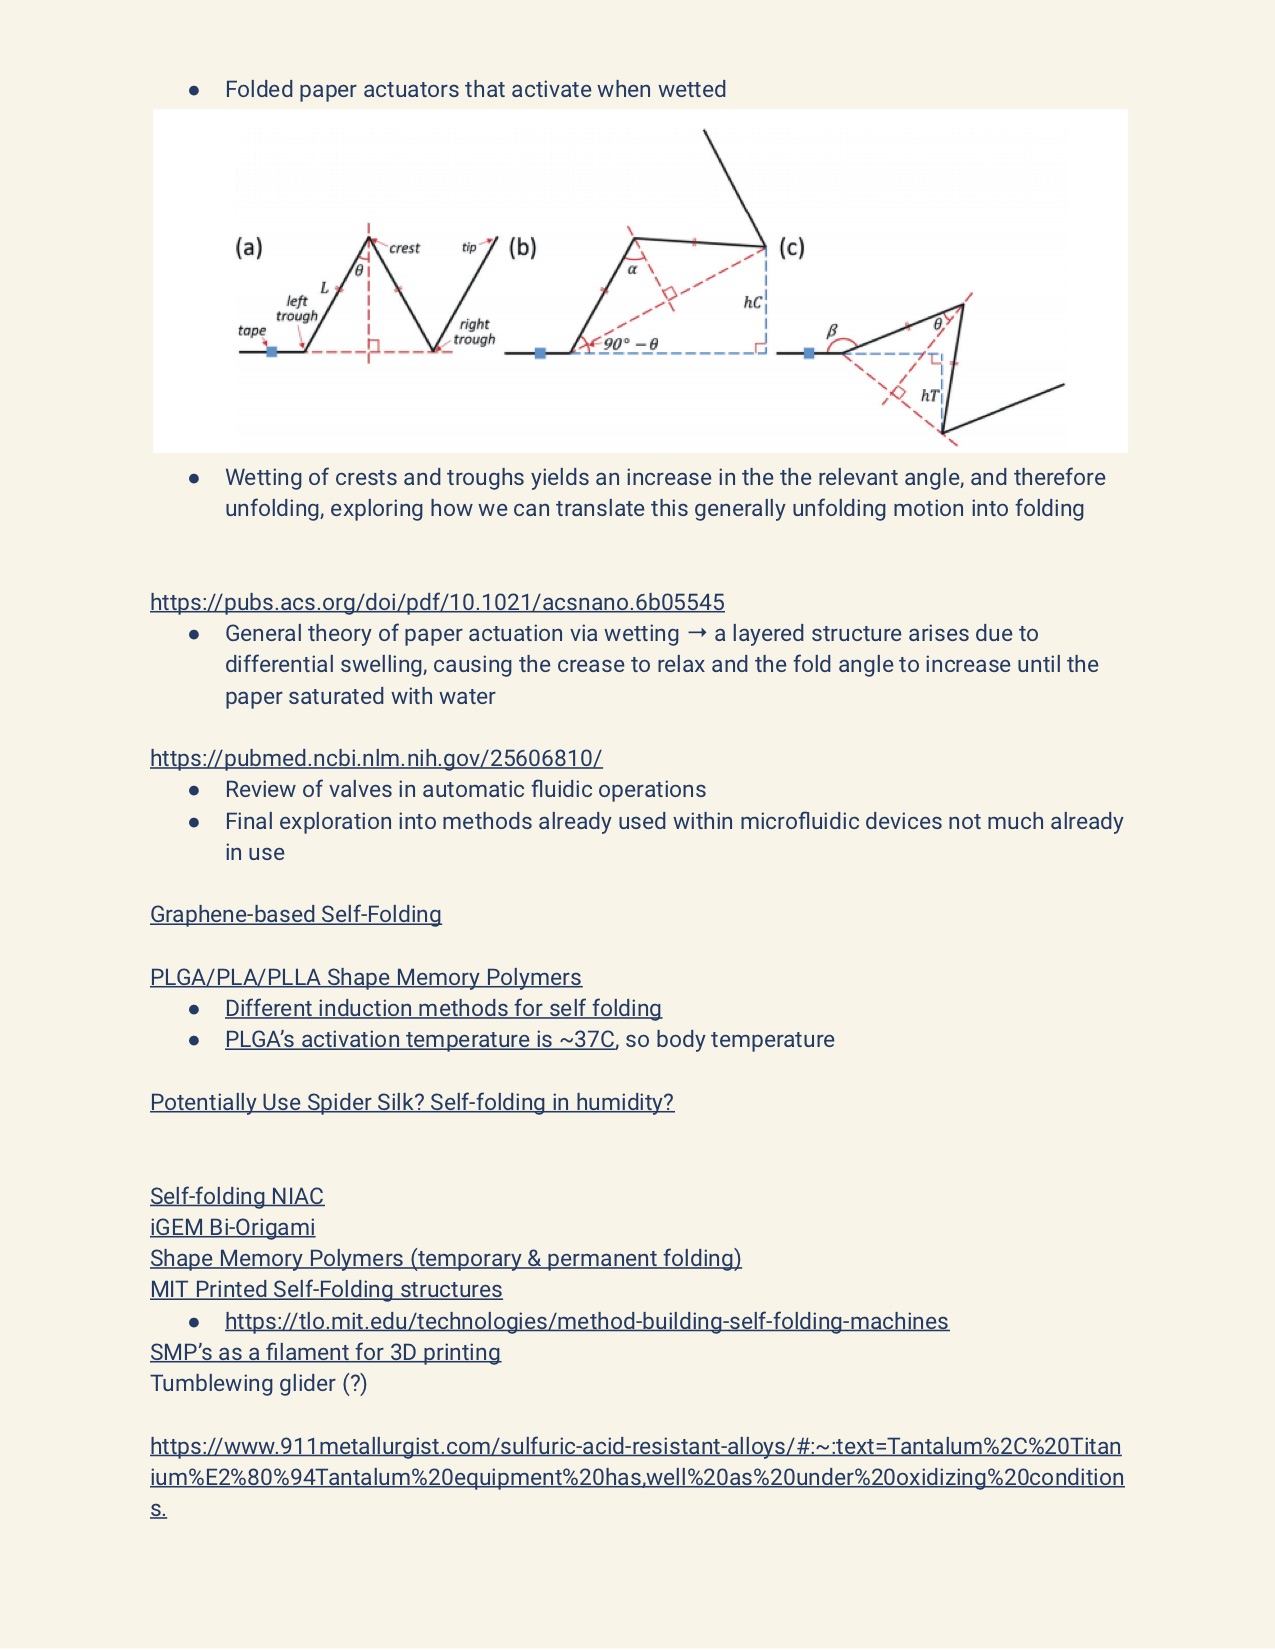 ● Folded paper actuators that activate when wetted
(a)
crest
tip
(b)
(c)
θ
L
left
trough
tape
right
trough
α
hC
90° – θ
β
θ
hT
● Wetting of crests and troughs yields an increase in the the relevant angle, and therefore
unfolding, exploring how we can translate this generally unfolding motion into folding
https://pubs.acs.org/doi/pdf/10.1021/acsnano.6b05545
● General theory of paper actuation via wetting → a layered structure arises due to
differential swelling, causing the crease to relax and the fold angle to increase until the
paper saturated with water
https://pubmed.ncbi.nlm.nih.gov/25606810/
● Review of valves in automatic fluidic operations
● Final exploration into methods already used within microfluidic devices not much already
in use
Graphene-based Self-Folding
PLGA/PLA/PLLA Shape Memory Polymers
● Different induction methods for self folding
● PLGA’s activation temperature is ~37C, so body temperature
Potentially Use Spider Silk? Self-folding in humidity?
Self-folding NIAC
iGEM Bi-Origami
Shape Memory Polymers (temporary & permanent folding)
MIT Printed Self-Folding structures
● https://tlo.mit.edu/technologies/method-building-self-folding-machines
SMP’s as a filament for 3D printing
Tumblewing glider (?)
https://www.911metallurgist.com/sulfuric-acid-resistant-alloys/#:~:text=Tantalum%2C%20Titan
ium%E2%80%94Tantalum%20equipment%20has,well%20as%20under%20oxidizing%20condition
s.